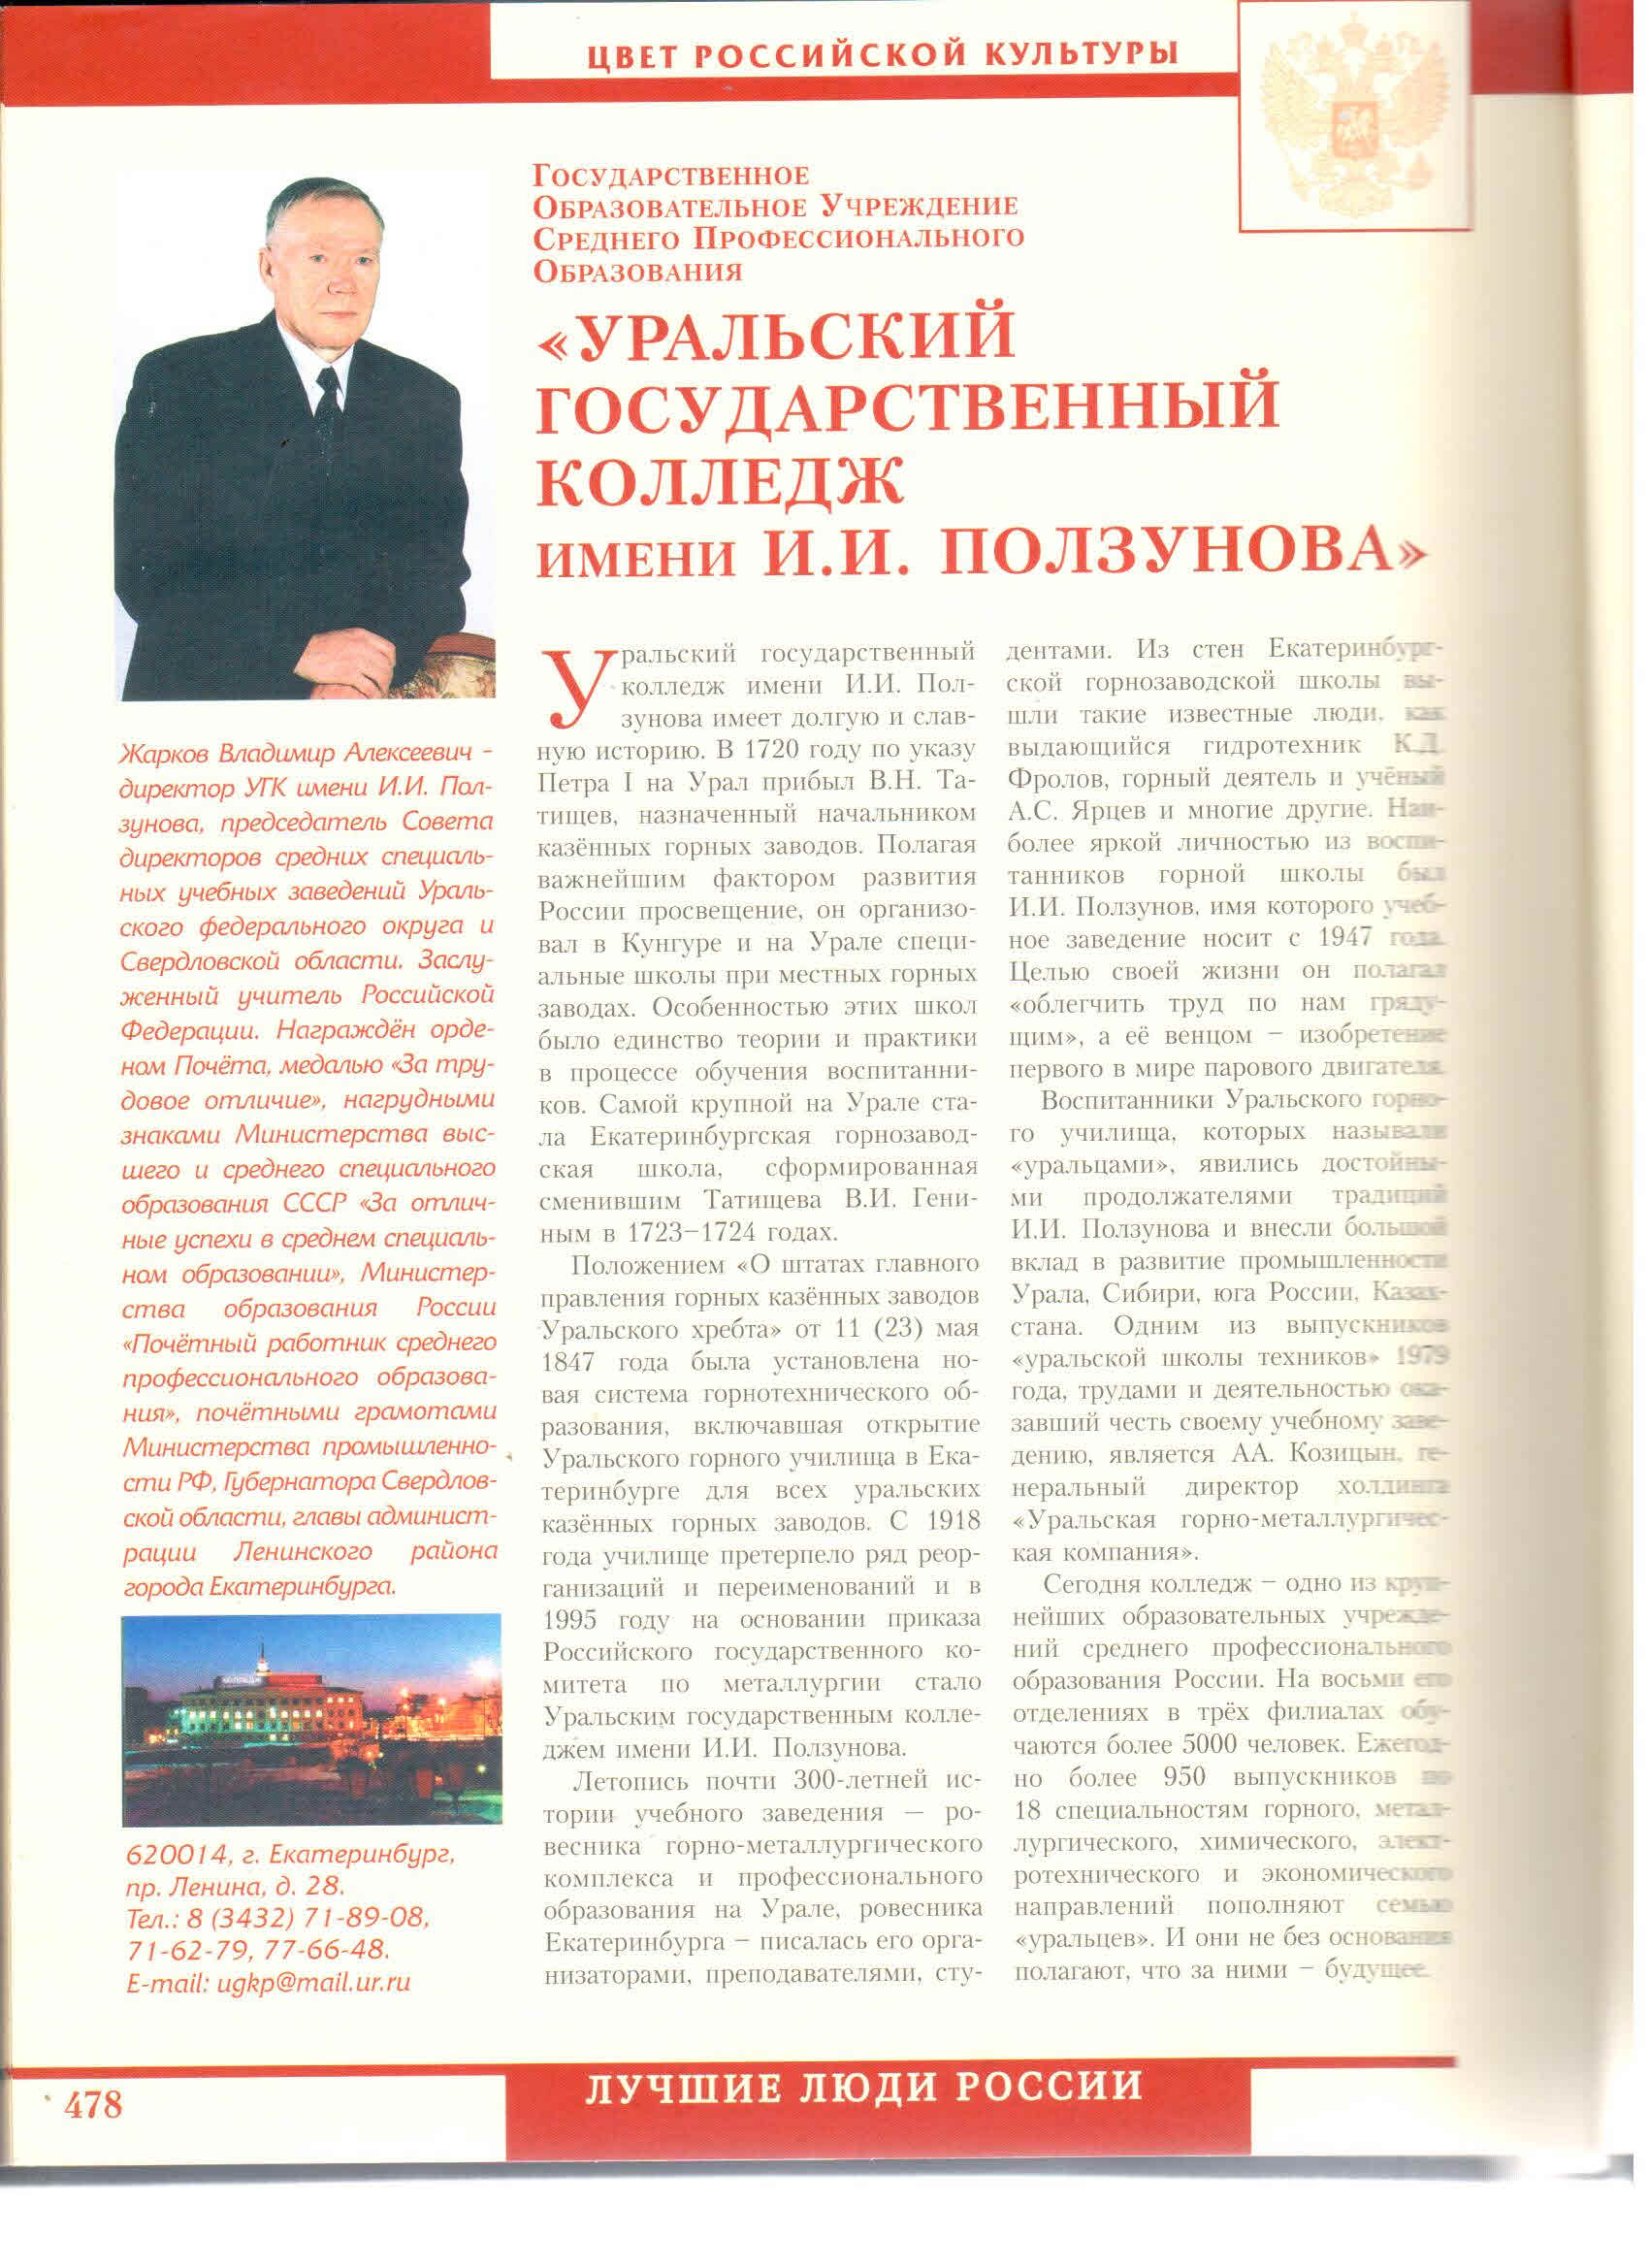 ЦВЕТ РОССИЙСКОЙ КУЛЬТУРЫ
ГОСУДАРСТВЕННОЕ
ОБРАЗОВАТЕЛЬНОЕ УЧРЕЖДЕНИЕ
СРЕДНЕГО ПРОФЕССИОНАЛЬНОГО
ОБРАЗОВАНИЯ
«УРАЛЬСКИЙ
ГОСУДАРСТВЕННЫЙ
КОЛЛЕДЖ
ИМЕНИ И.И. ПОЛЗУНОВА»
Жарков Владимир Алексеевич –
директор УГК имени И.И. Пол-
зунова, председатель Совета
директоров средних специаль-
ных учебных заведений Ураль-
ского федерального округа и
Свердловской области. Заслу-
женный учитель Российской
Федерации. Награждён орде-
ном Почёта, медалью «За тру-
довое отличие», нагрудными
знаками Министерства выс-
шего и среднего специального
образования СССР «За отлич-
ные успехи в среднем специаль-
ном образовании», Министер-
ства образования России
«Почётный работник среднего
профессионального образова-
ния», почётными грамотами
Министерства промышленно-
сти РФ, Губернатора Свердлов-
ской области, главы админист-
рации Ленинского района
города Екатеринбурга.
КОЛЛЕДЖ
620014, г. Екатеринбург,
пр. Ленина, д. 28.
Тел.: 8 (3432) 71-89-08,
71-62-79, 77-66-48.
E-mail: ugkp@mail.ur.ru
Уральский государственный
колледж имени И.И. Пол-
зунова имеет долгую и слав-
ную историю. В 1720 году по указу
Петра I на Урал прибыл В.Н. Та-
тищев, назначенный начальником
казённых горных заводов. Полагая
важнейшим фактором развития
России просвещение, он организо-
вал в Кунгуре и на Урале специ-
альные школы при местных горных
заводах. Особенностью этих школ
было единство теории и практики
в процессе обучения воспитанни-
ков. Самой крупной на Урале ста-
ла Екатеринбургская горнозавод-
ская школа, сформированная
сменившим Татищева В.И. Гени-
ным в 1723–1724 годах.
Положением «О штатах главного
правления горных казённых заводов
Уральского хребта» от 11 (23) мая
1847 года была установлена но-
вая система горнотехнического об-
разования, включавшая открытие
Уральского горного училища в Ека-
теринбурге для всех уральских
казённых горных заводов. С 1918
года училище претерпело ряд реор-
ганизаций и переименований и в
1995 году на основании приказа
Российского государственного ко-
митета по металлургии стало
Уральским государственным колле-
джем имени И.И. Ползунова.
Летопись почти 300-летней ис-
тории учебного заведения — ро-
весника горно-металлургического
комплекса и профессионального
образования на Урале, ровесника
Екатеринбурга – писалась его орга-
низаторами, преподавателями, сту-
дентами. Из стен Екатеринбург-
ской горнозаводской школы вы-
шли такие известные люди, как
выдающийся гидротехник К.Д.
Фролов, горный деятель и учёный
А.С. Ярцев и многие другие. Наи-
более яркой личностью из воспи-
танников горной школы был
И.И. Ползунов, имя которого учеб-
ное заведение носит с 1947 года.
Целью своей жизни он полагал
«облегчить труд по нам гряду-
щим», а её венцом – изобретение
первого в мире парового двигателя.
Воспитанники Уральского горно-
го училища, которых называли
«уральцами», явились достойны-
ми продолжателями традиций
И.И. Ползунова и внесли большой
вклад в развитие промышленности
Урала, Сибири, юга России, Казах-
стана. Одним из выпускников
«уральской школы техников» 1979
года, трудами и деятельностью ока-
завший честь своему учебному заве-
дению, является АА. Козицын, ге-
неральный директор холдинга
«Уральская горно-металлургичес-
кая компания».
Сегодня колледж – одно из круп-
нейших образовательных учрежде-
ний среднего профессионального
образования России. На восьми его
отделениях в трёх филиалах обу-
чаются более 5000 человек. Ежегод-
но более 950 выпускников по
18 специальностям горного, метал-
лургического, химического, элект-
ротехнического и экономического
направлений пополняют семью
«уральцев». И они не без основания
полагают, что за ними – будущее.
478
ЛУЧШИЕ ЛЮДИ РОССИИ